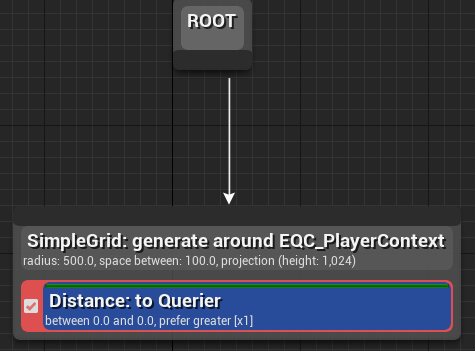 ROOT
SimpleGrid: generate around EQC_PlayerContext
radius: 500.0, space between: 100.0, projection (height: 1,024)
Distance: to Querier
between 0.0 and 0.0, prefer greater [x1]